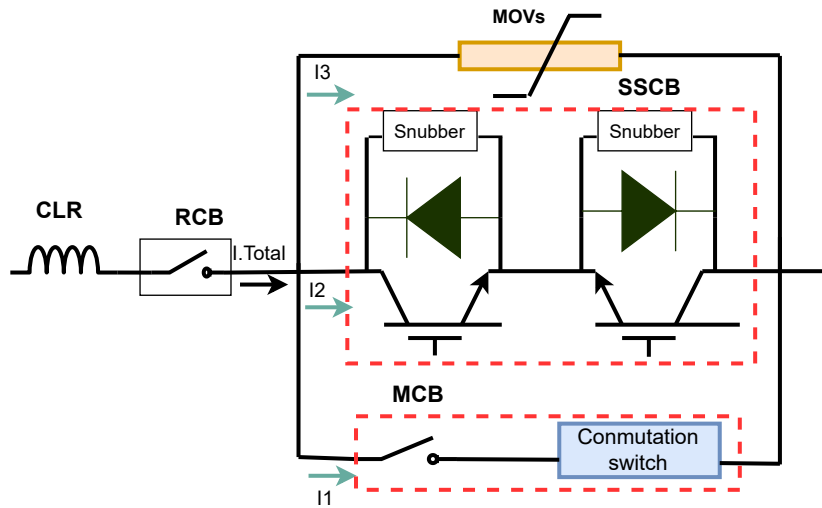 MOVs
I3
SSCB
Snubber
Snubber
CLR
RCB
I.Total
I2
MCB
Conmutation
switch
I1